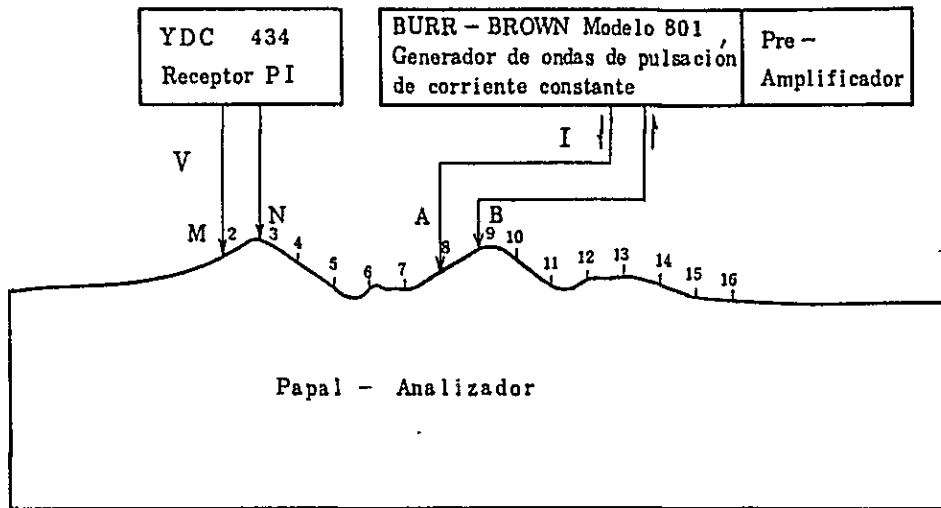 YDC 434
Receptor PI
BURR - BROWN Modelo 801,
Generador de ondas de pulsación
de corriente constante
Pre -
Amplificador
V
I
M
N
A
B
2
3
4
5
6
7
8
9
10
11
12
13
14
15
16
Papal - Analizador